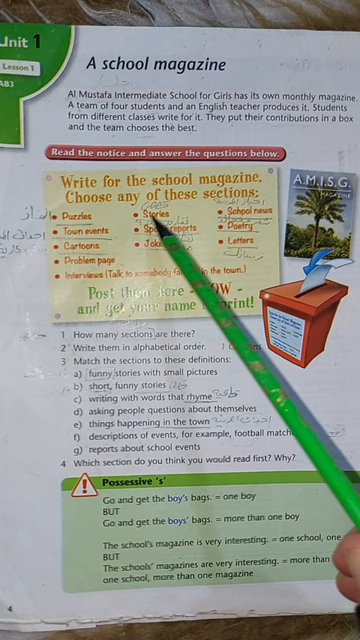 Unit 1
Lesson 1
AB3
A school magazine
Al Mustafa Intermediate School for Girls has its own monthly magazine.
A team of four students and an English teacher produces it. Students
from different classes write for it. They put their contributions in a box
and the team chooses the best.
Read the notice and answer the questions below.
Write for the school magazine.
Choose any of these sections:
• Puzzles
• Stories
• School news
• Town events
reports
• Poetry
• Cartoons
• Letters
• Problem page
• Interviews (Talk to somebody in the town.)
Post them here
and get your name print!
A.M.I.S.G.
MAGAZINE
1 How many sections are there?
2 Write them in alphabetical order.
3 Match the sections to these definitions:
a) funny stories with small pictures
b) short, funny stories
c) writing with words that rhyme
d) asking people questions about themselves
e) things happening in the town
f) descriptions of events, for example, football
g) reports about school events
4 Which section do you think you would read first? Why?
Possessive 's'
Go and get the boy's bags. = one boy
BUT
Go and get the boys' bags. = more than one boy
The school's magazine is very interesting. = one school, one
BUT
The schools' magazines are very interesting. = more than
one school, more than one magazine
4